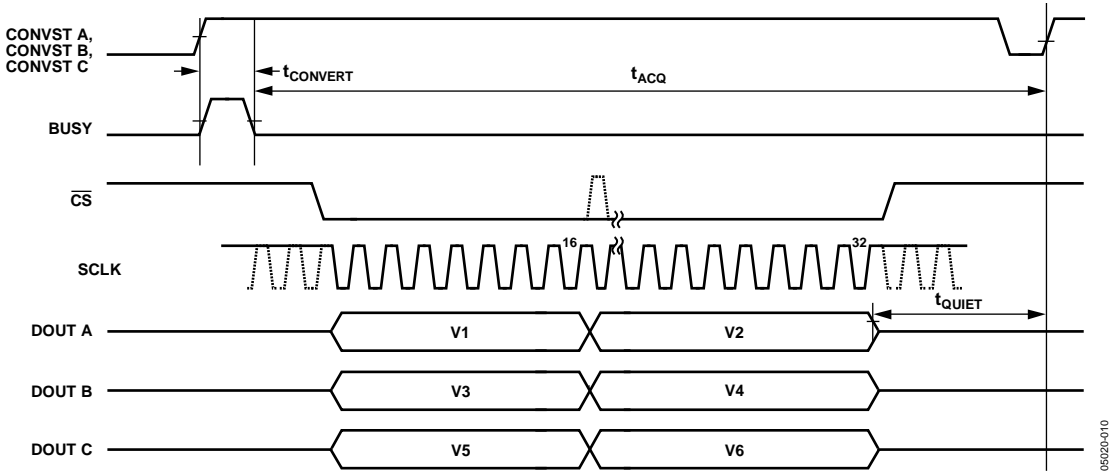 CONVST A,
CONVST B,
CONVST C
tCONVERT
tACQ
BUSY
CS
16
32
SCLK
tQUIET
DOUT A
V1
V2
DOUT B
V3
V4
DOUT C
V5
V6
05020-010